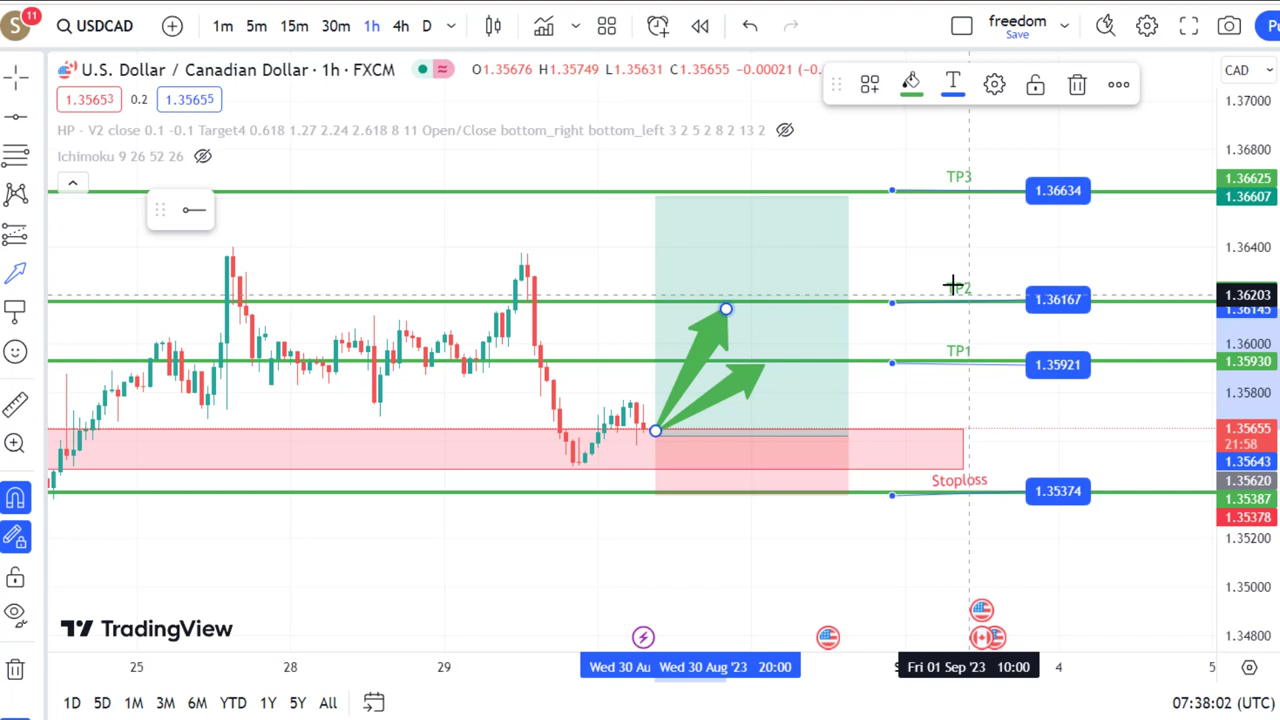 S 11 USDCAD 1m 5m 15m 30m 1h 4h D freedom Save Pu
U.S. Dollar / Canadian Dollar · 1h · FXCM O1.35676 H1.35749 L1.35631 C1.35655 −0.00021 (−0. CAD
1.35653 0.2 1.35655
HP - V2 close 0.1 -0.1 Target4 0.618 1.27 2.24 2.618 8 11 Open/Close bottom_right bottom_left 3 2 5 2 8 2 13 2
Ichimoku 9 26 52 26
1.37000
1.36800
TP3
1.36634
1.36625
1.36607
1.36400
TP2
1.36167
1.36203
1.36145
1.36000
TP1
1.35921
1.35930
1.35800
1.35655
21:58
1.35643
Stoploss
1.35374
1.35620
1.35387
1.35378
1.35200
1.35000
1.34800
TradingView
25 28 29 Wed 30 Au Wed 30 Aug '23 20:00 Fri 01 Sep '23 10:00 4 5
1D 5D 1M 3M 6M YTD 1Y 5Y All 07:38:02 (UTC)